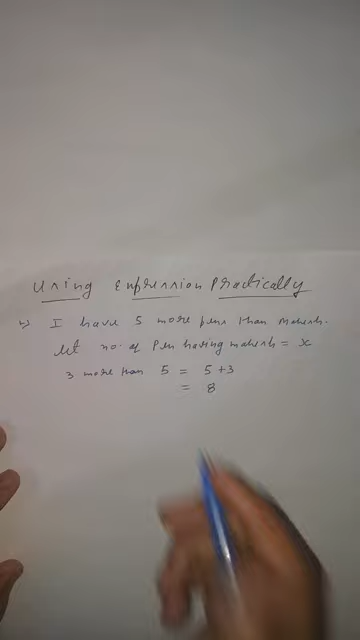 Using Expression Practically
I have 5 more pens than Mahesh.
Let no. of Pen having mahesh = x
3 more than 5 = 5 + 3
= 8